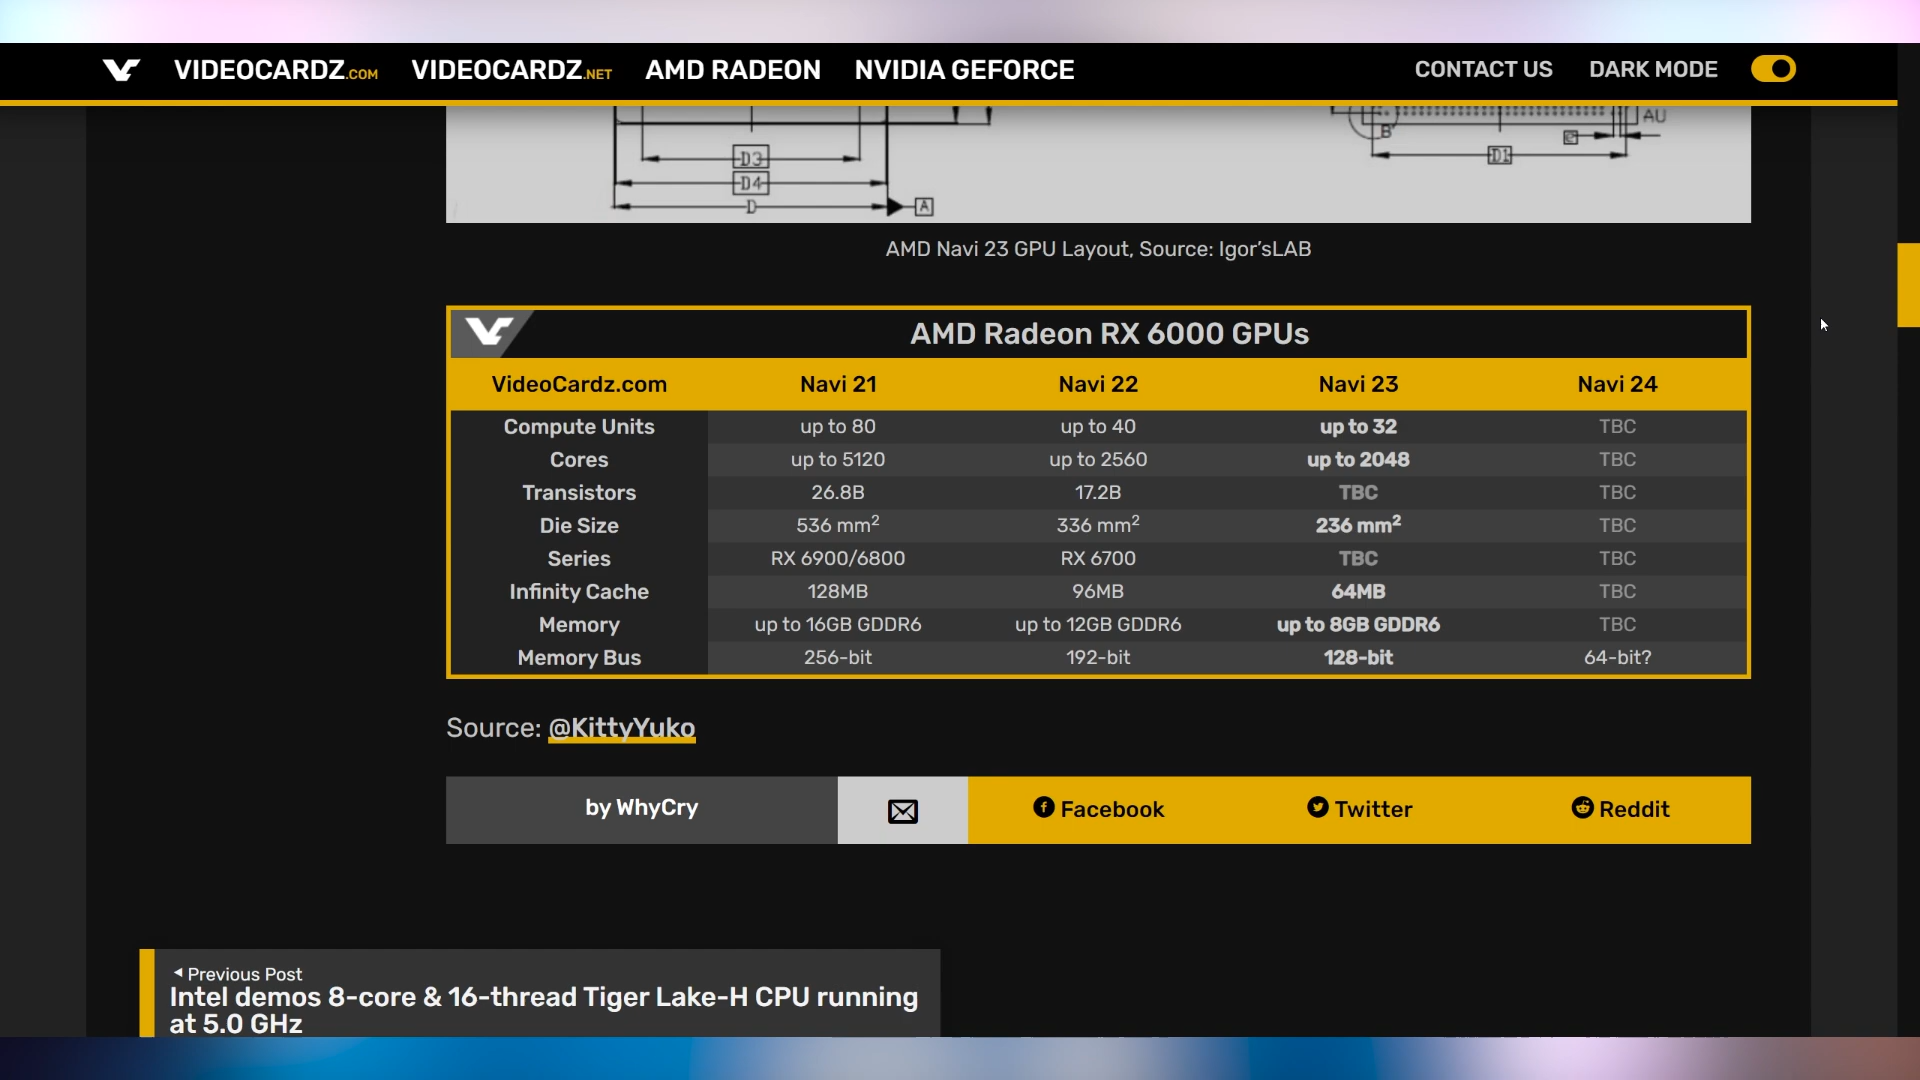 VIDEOCARDZ.COM VIDEOCARDZ.NET AMD RADEON NVIDIA GEFORCE CONTACT US DARK MODE
AU
B
e
D3
D1
D4
D
A
AMD Navi 23 GPU Layout, Source: Igor'sLAB
AMD Radeon RX 6000 GPUs
VideoCardz.com Navi 21 Navi 22 Navi 23 Navi 24
Compute Units up to 80 up to 40 up to 32 TBC
Cores up to 5120 up to 2560 up to 2048 TBC
Transistors 26.8B 17.2B TBC TBC
Die Size 536 mm² 336 mm² 236 mm² TBC
Series RX 6900/6800 RX 6700 TBC TBC
Infinity Cache 128MB 96MB 64MB TBC
Memory up to 16GB GDDR6 up to 12GB GDDR6 up to 8GB GDDR6 TBC
Memory Bus 256-bit 192-bit 128-bit 64-bit?
Source: @KittyYuko
by WhyCry Facebook Twitter Reddit
Previous Post
Intel demos 8-core & 16-thread Tiger Lake-H CPU running
at 5.0 GHz